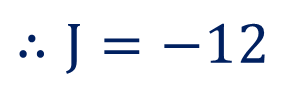 ∴ J = −12